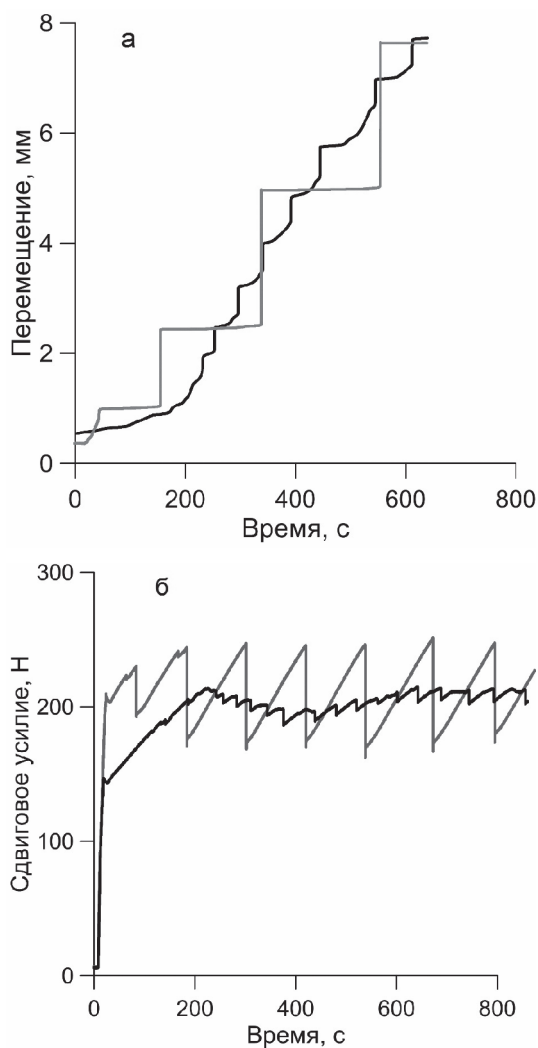 а
8
6
4
2
0
Перемещение, мм
0 200 400 600 800
Время, с
б
300
200
100
0
Сдвиговое усилие, Н
0 200 400 600 800
Время, с